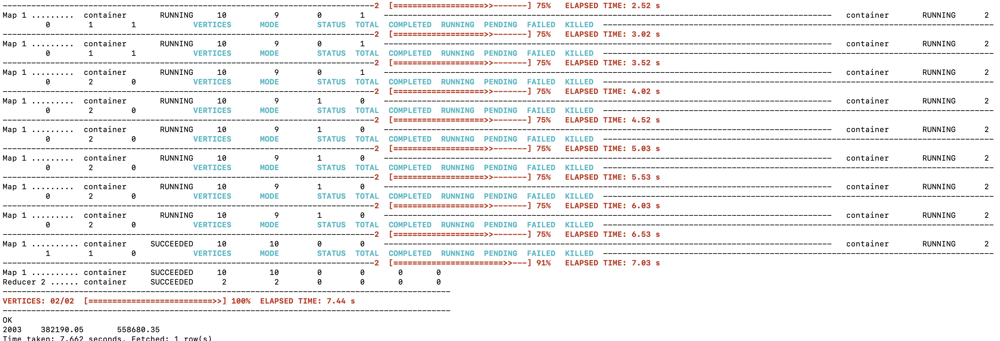 ------------------------------------------------------------------------------2  [===================>>-------] 75%   ELAPSED TIME: 2.52 s
Map 1 .........  container       RUNNING     10          9        0        1    ----------------------------------------------------------------------------------------------   container       RUNNING      2
         0        1        1            VERTICES      MODE        STATUS  TOTAL  COMPLETED  RUNNING  PENDING  FAILED  KILLED  ----------------------------------------------------------------------------------
------------------------------------------------------------------------------2  [===================>>-------] 75%   ELAPSED TIME: 3.02 s
Map 1 .........  container       RUNNING     10          9        0        1    ----------------------------------------------------------------------------------------------   container       RUNNING      2
         0        1        1            VERTICES      MODE        STATUS  TOTAL  COMPLETED  RUNNING  PENDING  FAILED  KILLED  ----------------------------------------------------------------------------------
------------------------------------------------------------------------------2  [===================>>-------] 75%   ELAPSED TIME: 3.52 s
Map 1 .........  container       RUNNING     10          9        0        1    ----------------------------------------------------------------------------------------------   container       RUNNING      2
         0        2        0            VERTICES      MODE        STATUS  TOTAL  COMPLETED  RUNNING  PENDING  FAILED  KILLED  ----------------------------------------------------------------------------------
------------------------------------------------------------------------------2  [===================>>-------] 75%   ELAPSED TIME: 4.02 s
Map 1 .........  container       RUNNING     10          9        1        0    ----------------------------------------------------------------------------------------------   container       RUNNING      2
         0        2        0            VERTICES      MODE        STATUS  TOTAL  COMPLETED  RUNNING  PENDING  FAILED  KILLED  ----------------------------------------------------------------------------------
------------------------------------------------------------------------------2  [===================>>-------] 75%   ELAPSED TIME: 4.52 s
Map 1 .........  container       RUNNING     10          9        1        0    ----------------------------------------------------------------------------------------------   container       RUNNING      2
         0        2        0            VERTICES      MODE        STATUS  TOTAL  COMPLETED  RUNNING  PENDING  FAILED  KILLED  ----------------------------------------------------------------------------------
------------------------------------------------------------------------------2  [===================>>-------] 75%   ELAPSED TIME: 5.03 s
Map 1 .........  container       RUNNING     10          9        1        0    ----------------------------------------------------------------------------------------------   container       RUNNING      2
         0        2        0            VERTICES      MODE        STATUS  TOTAL  COMPLETED  RUNNING  PENDING  FAILED  KILLED  ----------------------------------------------------------------------------------
------------------------------------------------------------------------------2  [===================>>-------] 75%   ELAPSED TIME: 5.53 s
Map 1 .........  container       RUNNING     10          9        1        0    ----------------------------------------------------------------------------------------------   container       RUNNING      2
         0        2        0            VERTICES      MODE        STATUS  TOTAL  COMPLETED  RUNNING  PENDING  FAILED  KILLED  ----------------------------------------------------------------------------------
------------------------------------------------------------------------------2  [===================>>-------] 75%   ELAPSED TIME: 6.03 s
Map 1 .........  container       RUNNING     10          9        1        0    ----------------------------------------------------------------------------------------------   container       RUNNING      2
         0        2        0            VERTICES      MODE        STATUS  TOTAL  COMPLETED  RUNNING  PENDING  FAILED  KILLED  ----------------------------------------------------------------------------------
------------------------------------------------------------------------------2  [===================>>-------] 75%   ELAPSED TIME: 6.53 s
Map 1 .......... container     SUCCEEDED     10         10        0        0    ----------------------------------------------------------------------------------------------   container       RUNNING      2
         1        1        0            VERTICES      MODE        STATUS  TOTAL  COMPLETED  RUNNING  PENDING  FAILED  KILLED  ----------------------------------------------------------------------------------
------------------------------------------------------------------------------2  [=======================>>---] 91%   ELAPSED TIME: 7.03 s
Map 1 .......... container     SUCCEEDED     10         10        0        0       0       0
Reducer 2 ...... container     SUCCEEDED      2          2        0        0       0       0
----------------------------------------------------------------------------------------------
VERTICES: 02/02  [==========================>>] 100%  ELAPSED TIME: 7.44 s
----------------------------------------------------------------------------------------------
OK
2003    382190.05       558680.35
Time taken: 7.662 seconds, Fetched: 1 row(s)